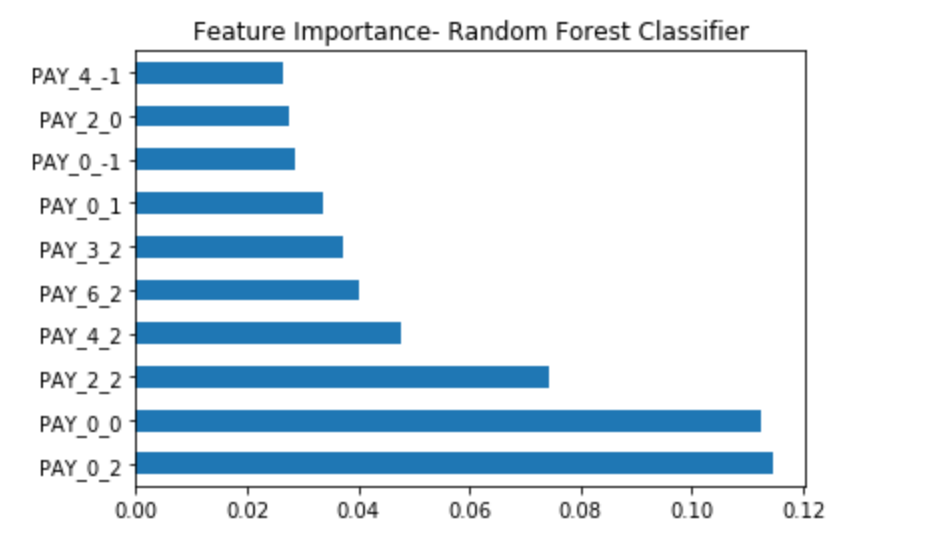 Feature Importance- Random Forest Classifier
PAY_4_-1
PAY_2_0
PAY_0_-1
PAY_0_1
PAY_3_2
PAY_6_2
PAY_4_2
PAY_2_2
PAY_0_0
PAY_0_2
0.00 0.02 0.04 0.06 0.08 0.10 0.12